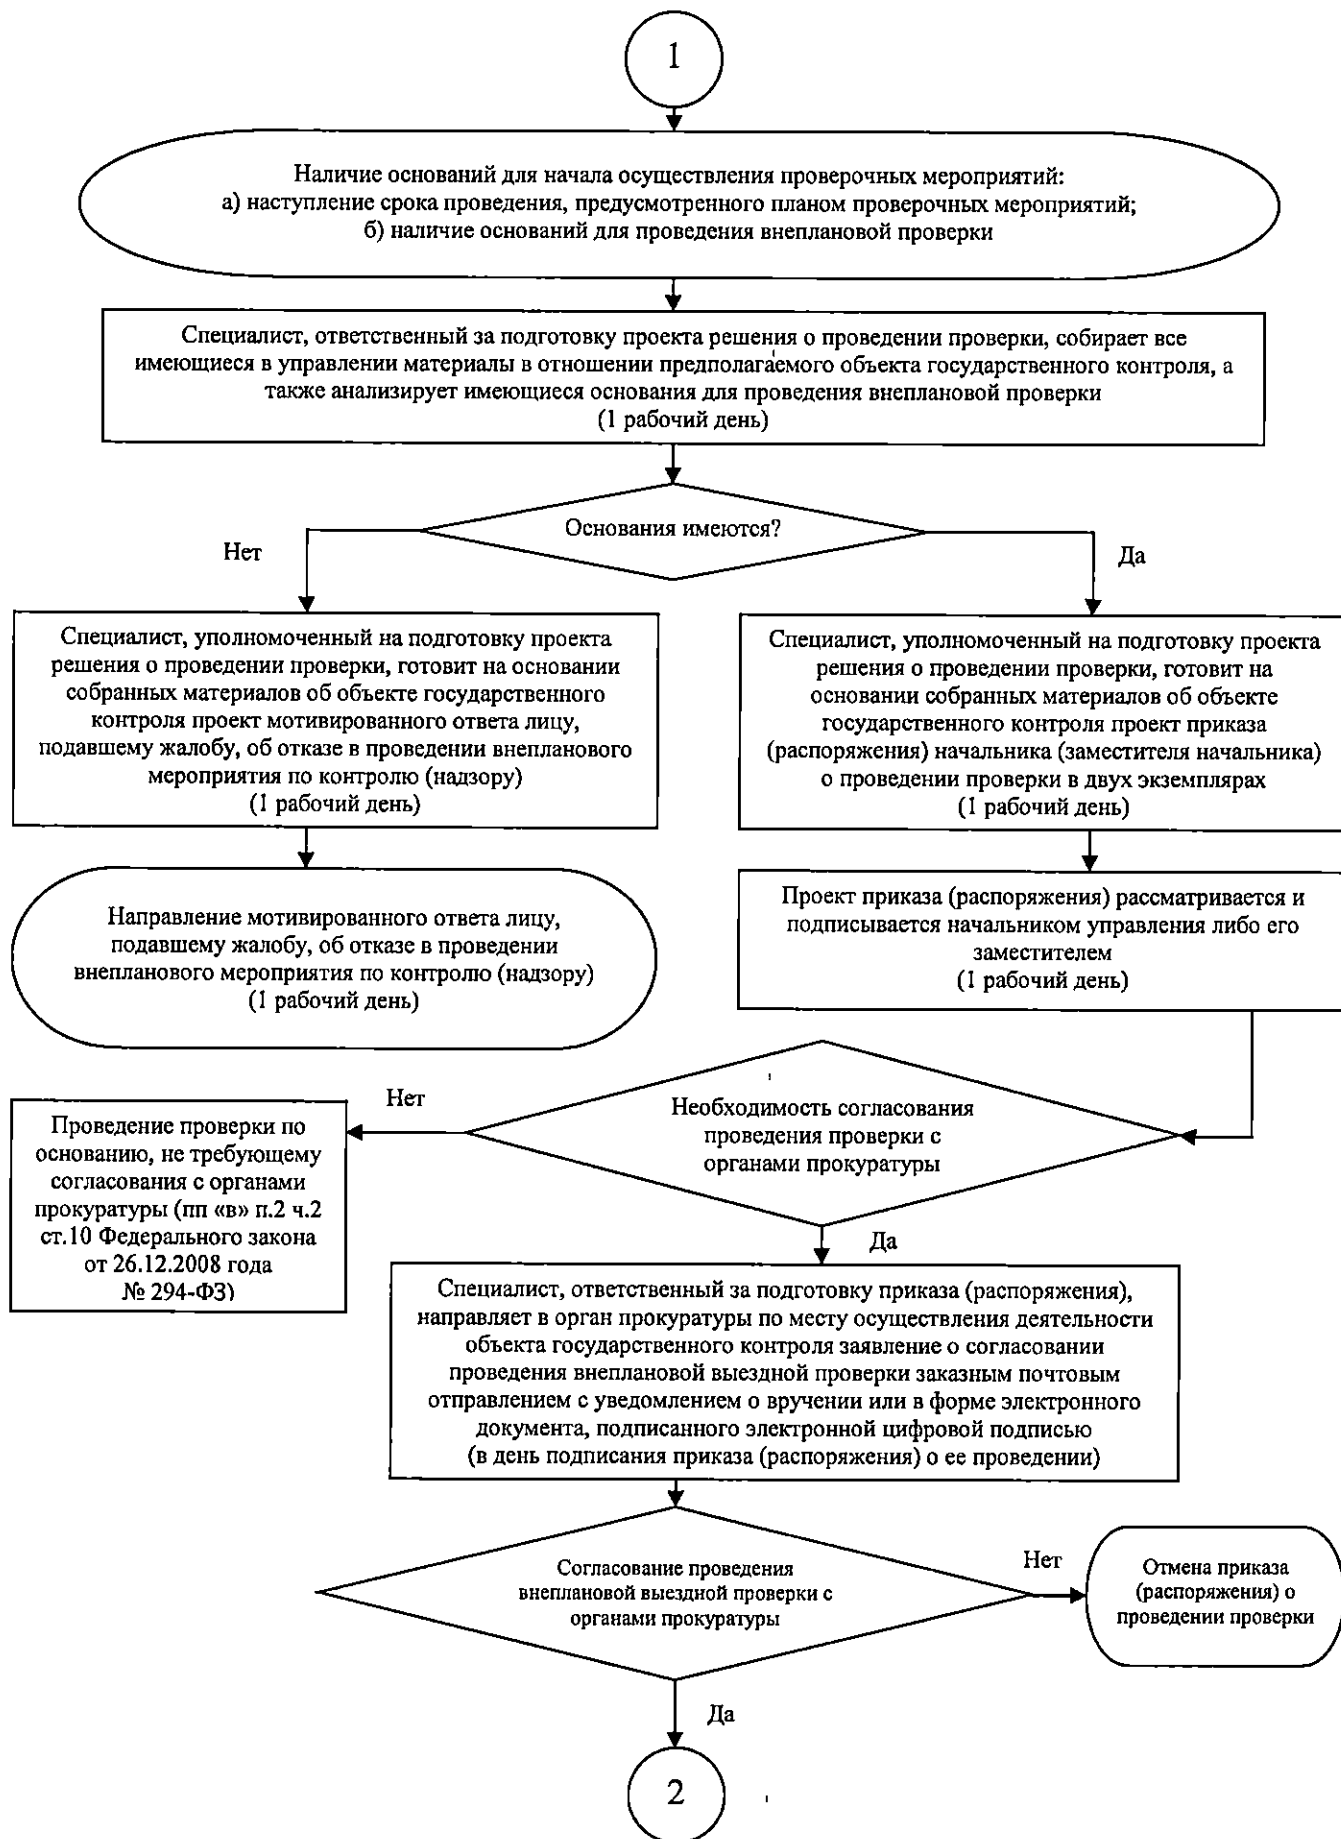 1
Наличие оснований для начала осуществления проверочных мероприятий:
а) наступление срока проведения, предусмотренного планом проверочных мероприятий;
б) наличие оснований для проведения внеплановой проверки
Специалист, ответственный за подготовку проекта решения о проведении проверки, собирает все
имеющиеся в управлении материалы в отношении предполагаемого объекта государственного контроля, а
также анализирует имеющиеся основания для проведения внеплановой проверки
(1 рабочий день)
Основания имеются?
Нет
Да
Специалист, уполномоченный на подготовку проекта
решения о проведении проверки, готовит на основании
собранных материалов об объекте государственного
контроля проект мотивированного ответа лицу,
подавшему жалобу, об отказе в проведении внепланового
мероприятия по контролю (надзору)
(1 рабочий день)
Специалист, уполномоченный на подготовку проекта
решения о проведении проверки, готовит на
основании собранных материалов об объекте
государственного контроля проект приказа
(распоряжения) начальника (заместителя начальника)
о проведении проверки в двух экземплярах
(1 рабочий день)
Направление мотивированного ответа лицу,
подавшему жалобу, об отказе в проведении
внепланового мероприятия по контролю (надзору)
(1 рабочий день)
Проект приказа (распоряжения) рассматривается и
подписывается начальником управления либо его
заместителем
(1 рабочий день)
Необходимость согласования
проведения проверки с
органами прокуратуры
Нет
Проведение проверки по
основанию, не требующему
согласования с органами
прокуратуры (пп «в» п.2 ч.2
ст.10 Федерального закона
от 26.12.2008 года
№ 294-ФЗ)
Да
Специалист, ответственный за подготовку приказа (распоряжения),
направляет в орган прокуратуры по месту осуществления деятельности
объекта государственного контроля заявление о согласовании
проведения внеплановой выездной проверки заказным почтовым
отправлением с уведомлением о вручении или в форме электронного
документа, подписанного электронной цифровой подписью
(в день подписания приказа (распоряжения) о ее проведении)
Согласование проведения
внеплановой выездной проверки с
органами прокуратуры
Нет
Отмена приказа
(распоряжения) о
проведении проверки
Да
2